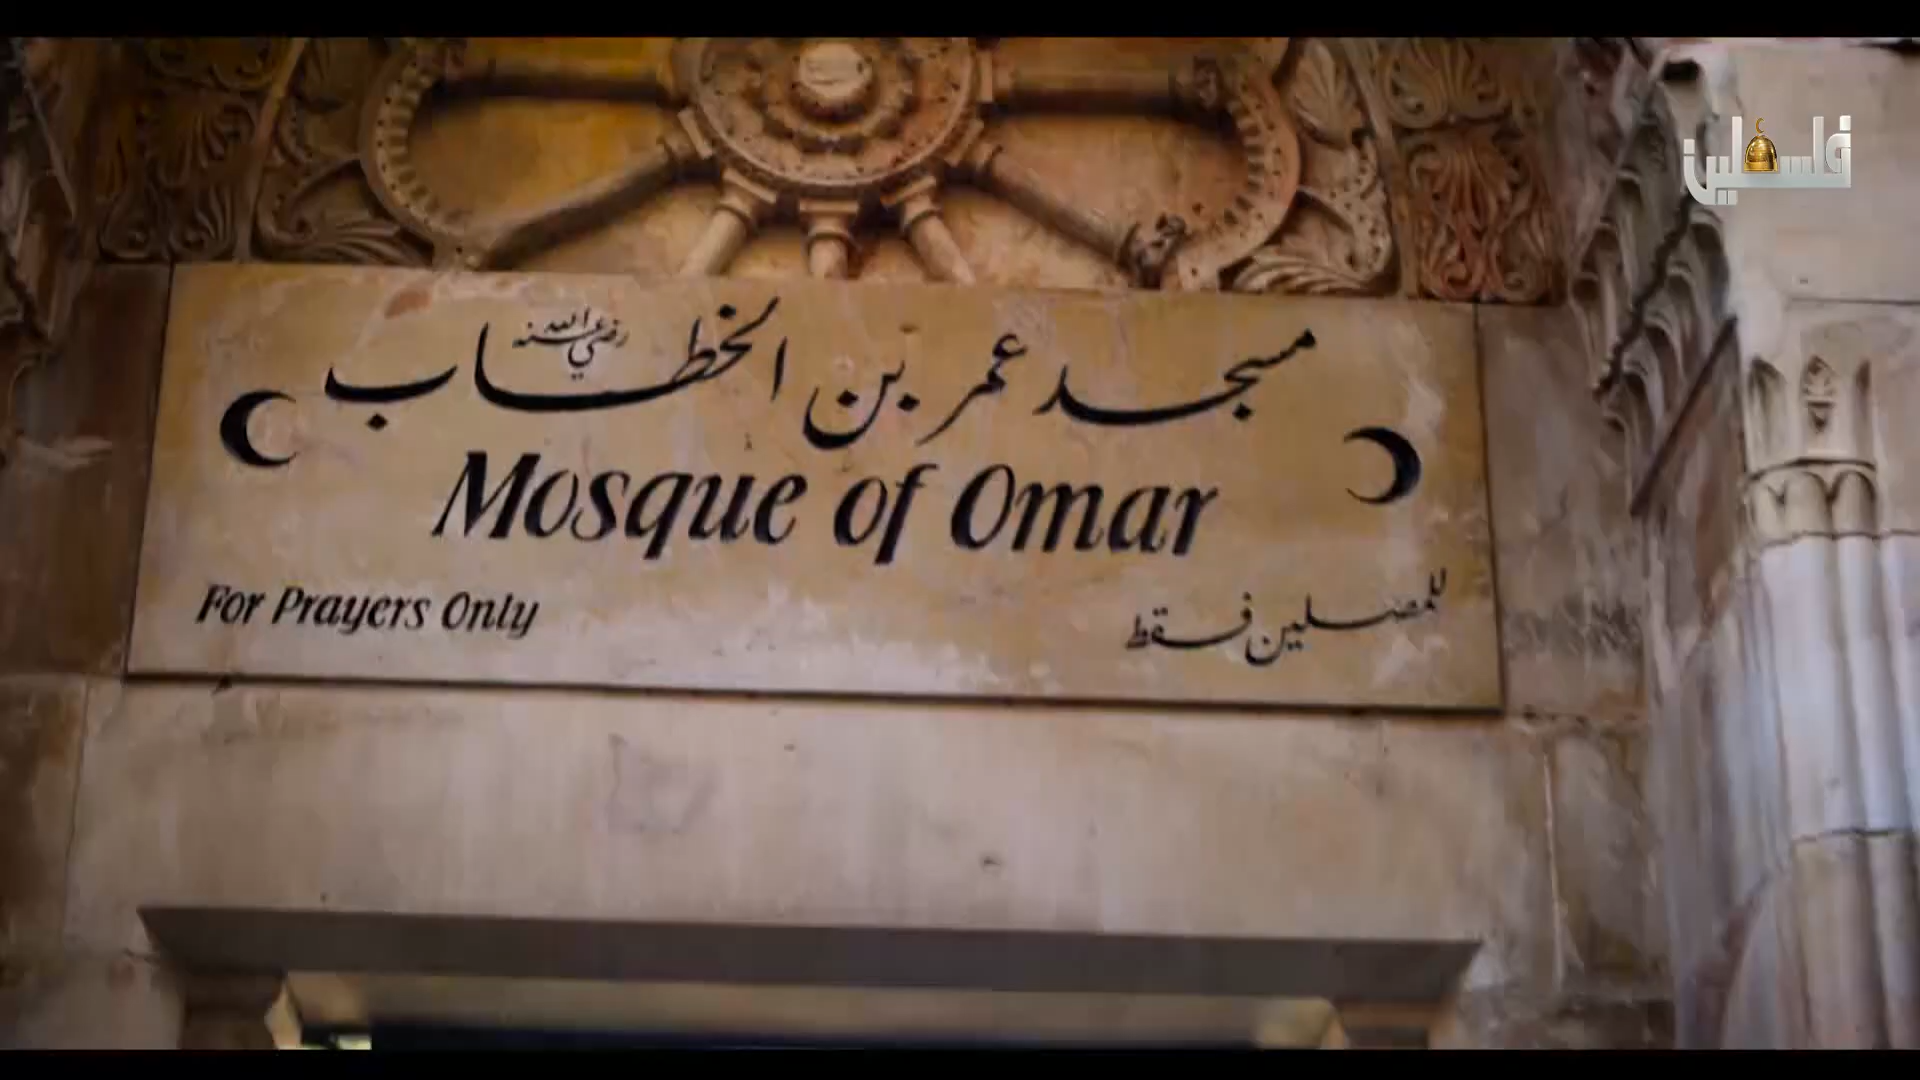 فلسطين
مسجد عمر بن الخطاب رضي الله عنه
Mosque of Omar
For Prayers Only
للمصلين فقط